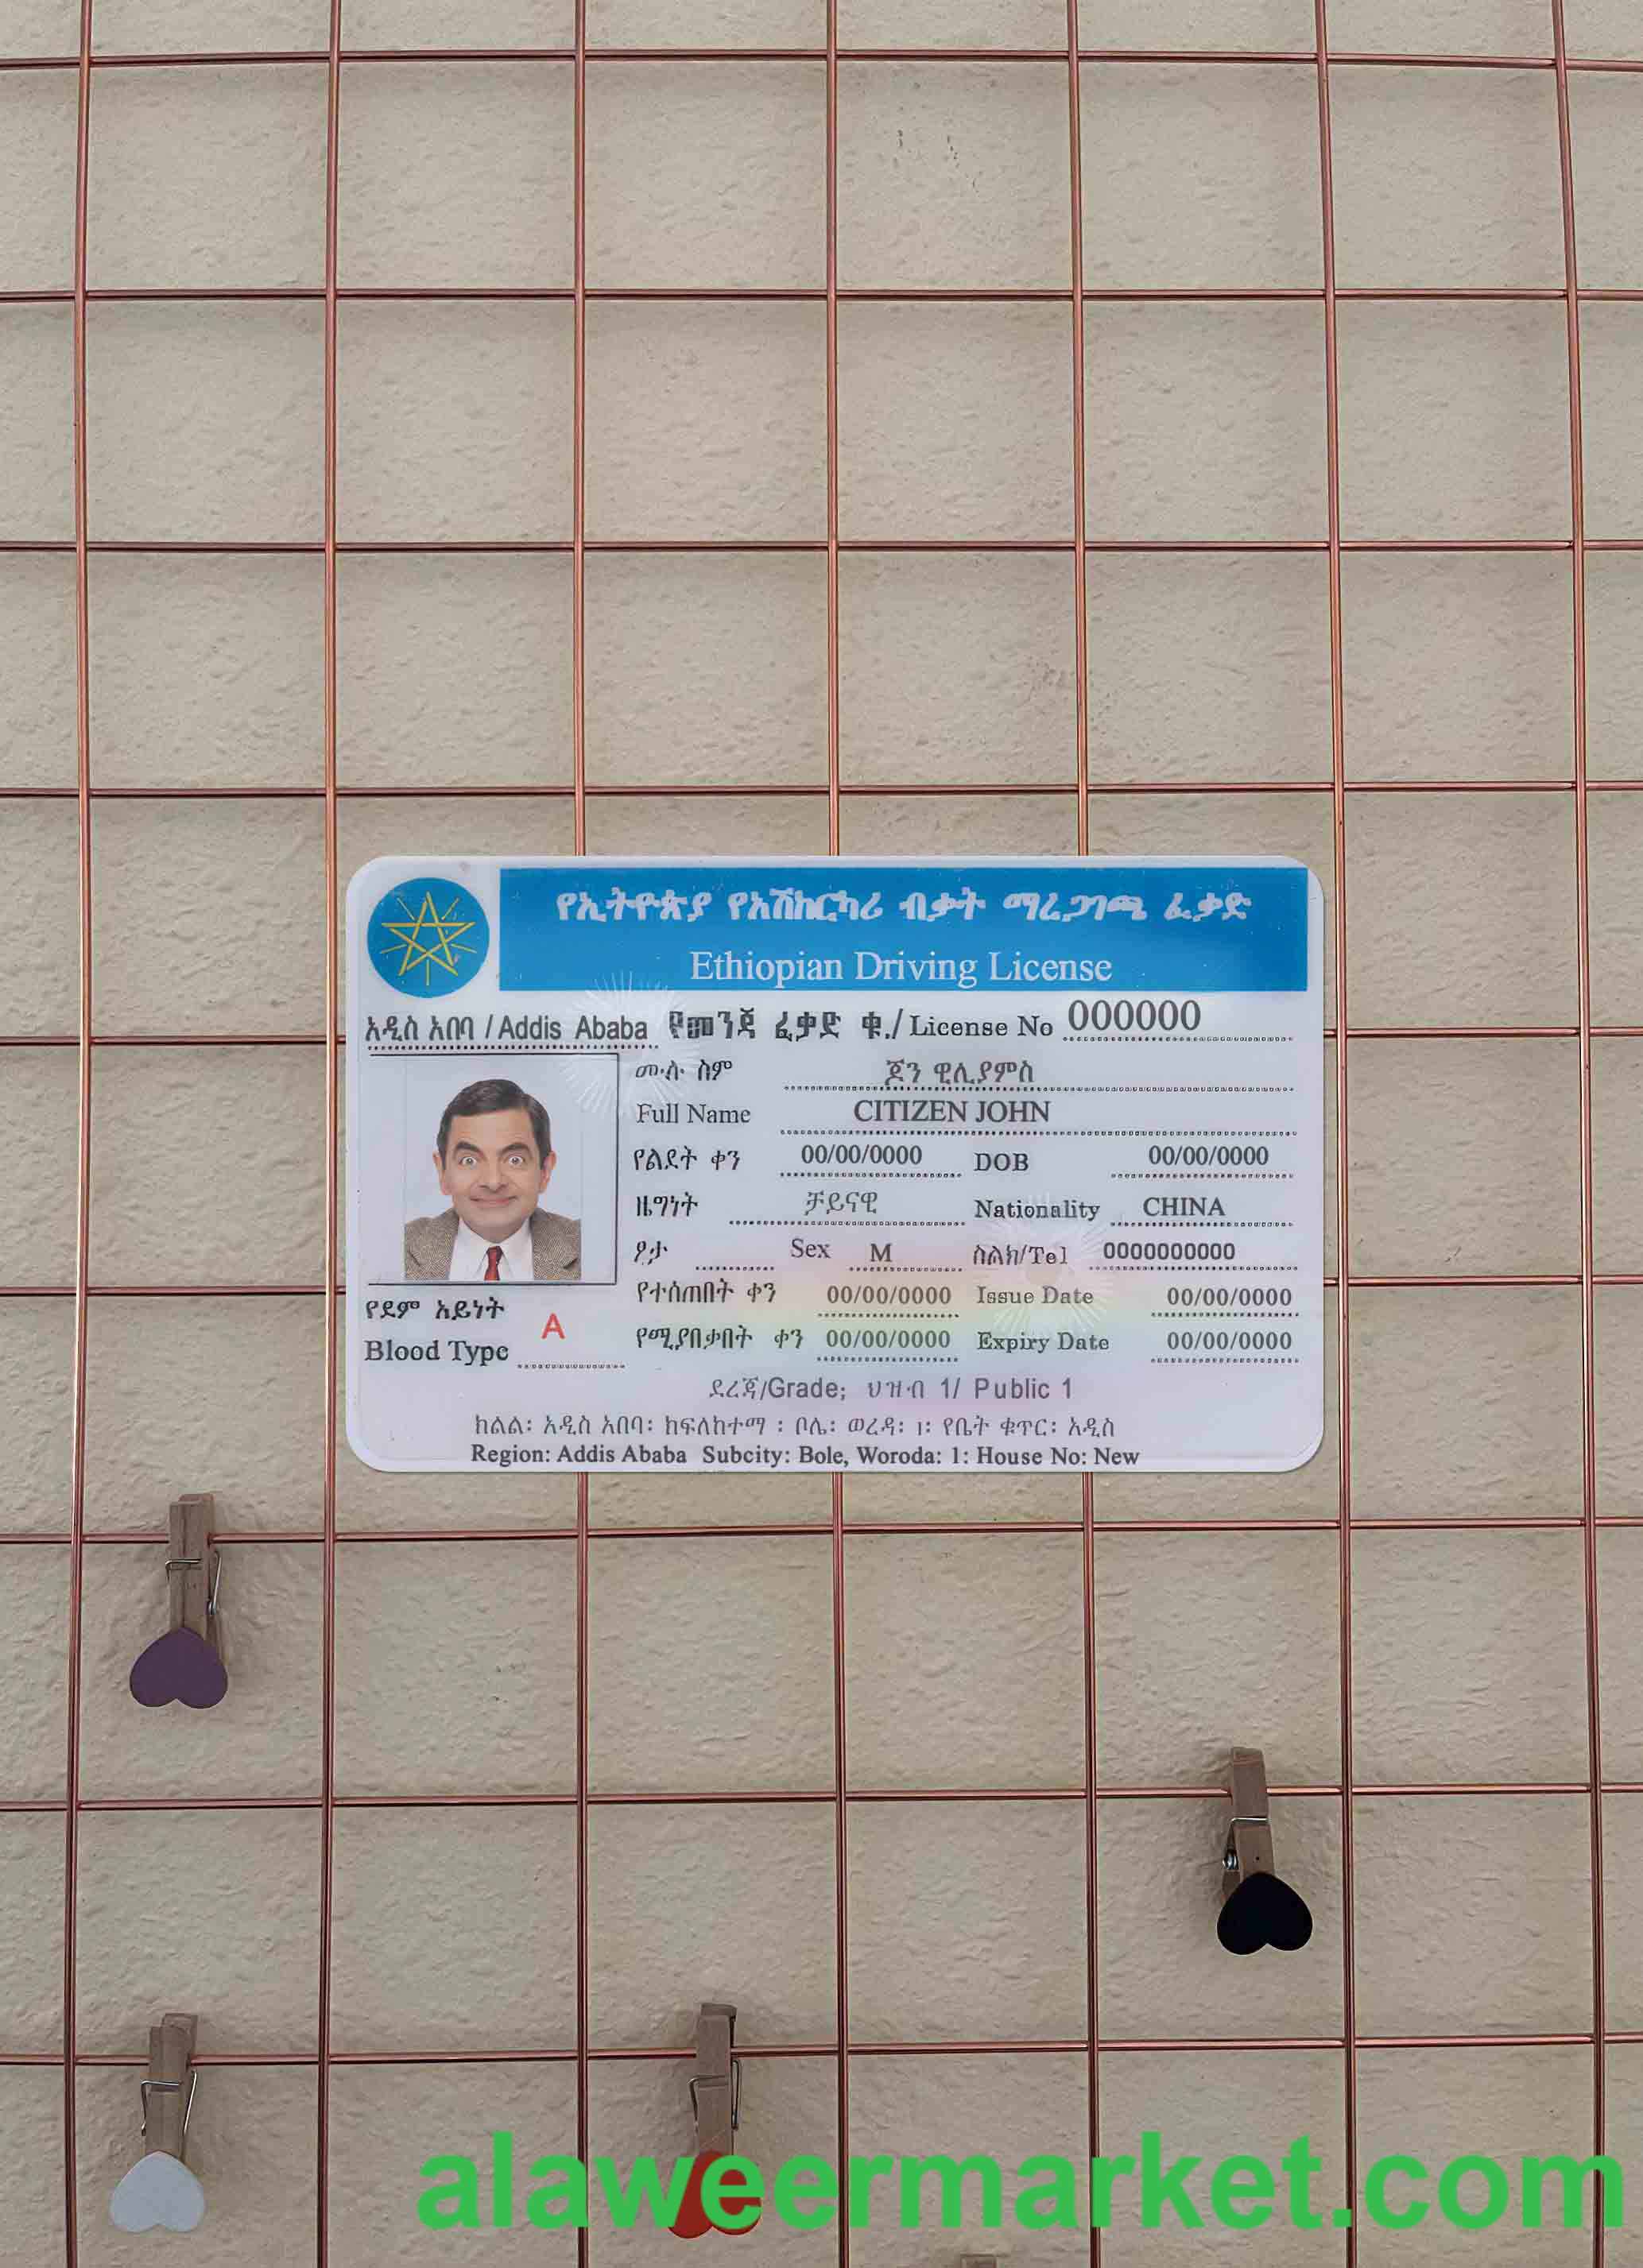 የኢትዮጵያ የአሽከርካሪ ብቃት ማረጋገጫ ፈቃድ
Ethiopian Driving License
አዲስ አበባ / Addis Ababa የመንጃ ፈቃድ ቁ./ License No 000000
ሙሉ ስም ጆን ዊሊያምስ
Full Name CITIZEN JOHN
የልደት ቀን 00/00/0000 DOB 00/00/0000
ዜግነት ቻይናዊ Nationality CHINA
ፆታ Sex M ስልክ/Tel 0000000000
የተሰጠበት ቀን 00/00/0000 Issue Date 00/00/0000
የሚያበቃበት ቀን 00/00/0000 Expiry Date 00/00/0000
የደም አይነት
Blood Type A
ደረጃ/Grade; ህዝብ 1/ Public 1
ክልል፡ አዲስ አበባ፡ ክፍለከተማ ፡ ቦሌ፡ ወረዳ፡ ፩፡ የቤት ቁጥር፡ አዲስ
Region: Addis Ababa Subcity: Bole, Woroda: 1: House No: New
alaweermarket.com